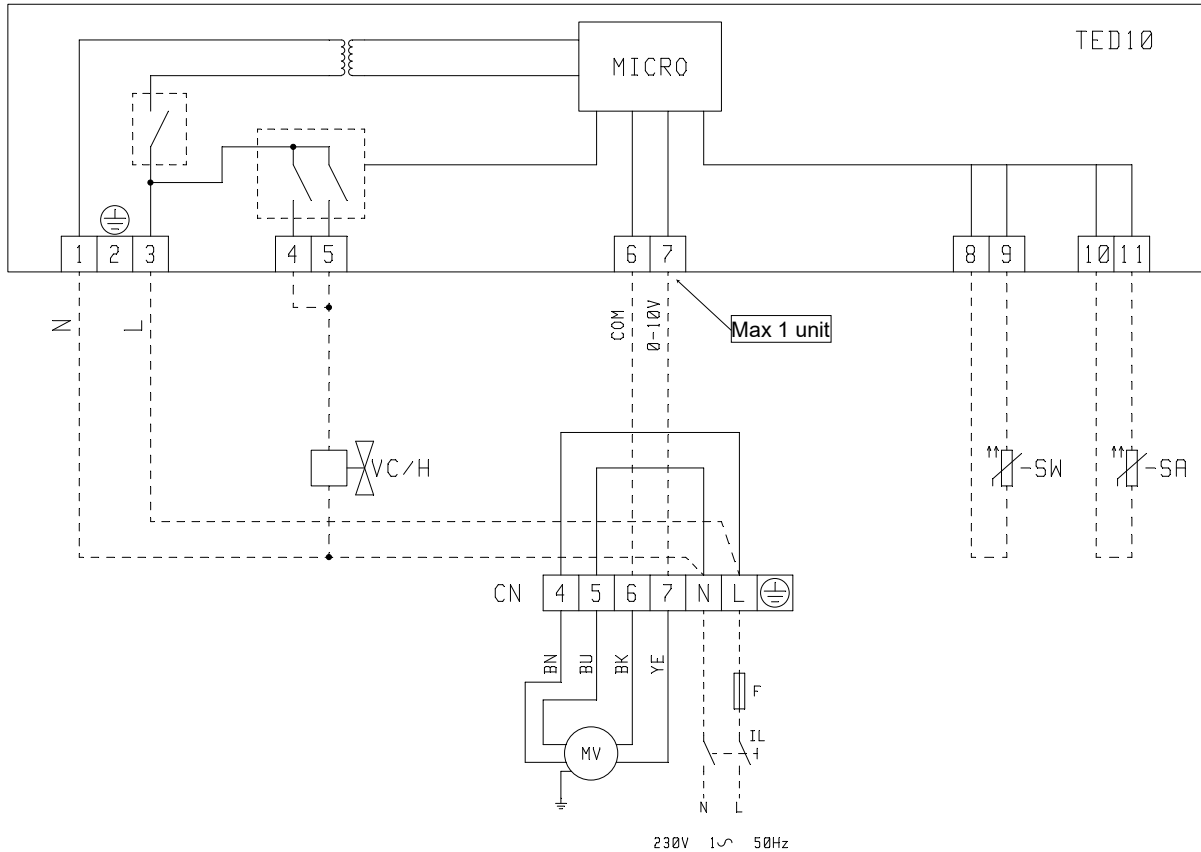 TED10
MICRO
1 2 3 4 5 6 7 8 9 10 11
N L COM 0-10V
Max 1 unit
VC/H -SW -SA
CN 4 5 6 7 N L
BN BU BK YE
F
IL
MV
N L
230V 1∿ 50Hz